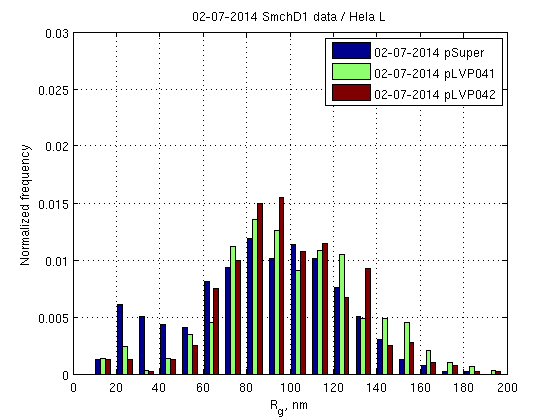 02-07-2014 SmchD1 data / Hela L
0.03
0.025
0.02
0.015
0.01
0.005
0
Normalized frequency
02-07-2014 pSuper
02-07-2014 pLVP041
02-07-2014 pLVP042
0 20 40 60 80 100 120 140 160 180 200
Rg, nm